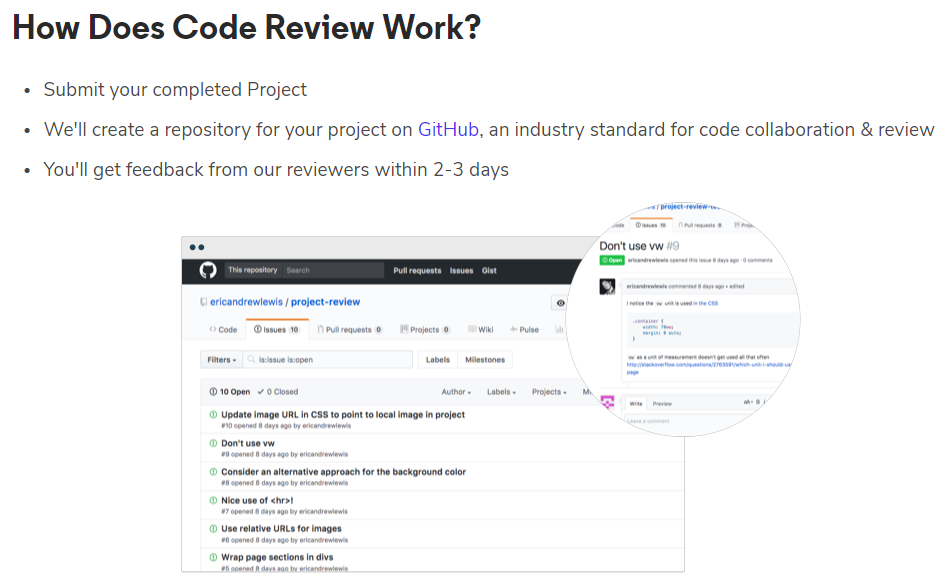 How Does Code Review Work?
Submit your completed Project
We'll create a repository for your project on GitHub, an industry standard for code collaboration & review
You'll get feedback from our reviewers within 2-3 days
This repository Search Pull requests Issues Gist
ericandrewlewis / project-review
Code Issues 10 Pull requests 0 Projects 0 Wiki Pulse
Filters is:issue is:open Labels Milestones
10 Open 0 Closed Author Labels Projects
Update image URL in CSS to point to local image in project
#10 opened 8 days ago by ericandrewlewis
Don't use vw
#9 opened 8 days ago by ericandrewlewis
Consider an alternative approach for the background color
#8 opened 8 days ago by ericandrewlewis
Nice use of <hr>!
#7 opened 8 days ago by ericandrewlewis
Use relative URLs for images
#6 opened 8 days ago by ericandrewlewis
Wrap page sections in divs
#5 opened 8 days ago by ericandrewlewis
/ project-review
Issues 10 Pull requests 0
Don't use vw #9
Open ericandrewlewis opened this issue 8 days ago · 0 comments
ericandrewlewis commented 8 days ago • edited
I notice the vw unit is used in the CSS
.container {
width: 70vw;
margin: 0 auto;
}
vw as a unit of measurement doesn't get used all that often
page
Write Preview
Leave a comment